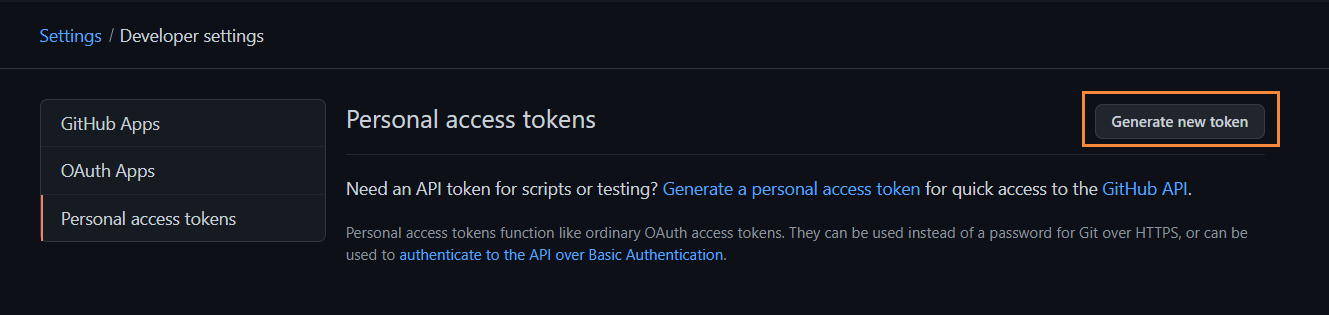 Settings / Developer settings
GitHub Apps
OAuth Apps
Personal access tokens
Personal access tokens
Generate new token
Need an API token for scripts or testing? Generate a personal access token for quick access to the GitHub API.
Personal access tokens function like ordinary OAuth access tokens. They can be used instead of a password for Git over HTTPS, or can be
used to authenticate to the API over Basic Authentication.